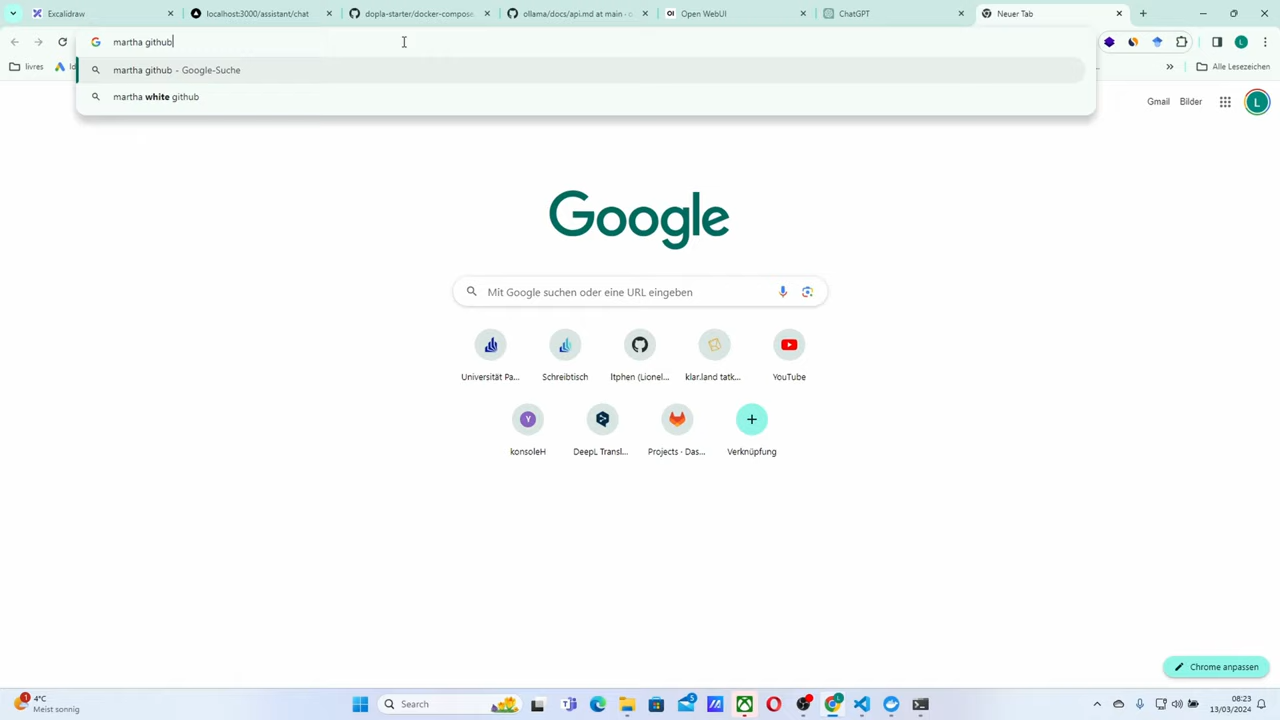 Excalidraw
localhost:3000/assistant/chat
dopla-starter/docker-compose
ollama/docs/api.md at main · o
OI Open WebUI
ChatGPT
Neuer Tab
martha github
livres
martha github - Google-Suche
martha white github
Alle Lesezeichen
L
Gmail
Bilder
L
Google
Mit Google suchen oder eine URL eingeben
Universität Pa...
Schreibtisch
ltphen (Lionel...
klar.land tatk...
YouTube
Y
konsoleH
DeepL Transl...
Projects · Das...
Verknüpfung
Chrome anpassen
1
4°C
Meist sonnig
Search
5
L
08:23
13/03/2024